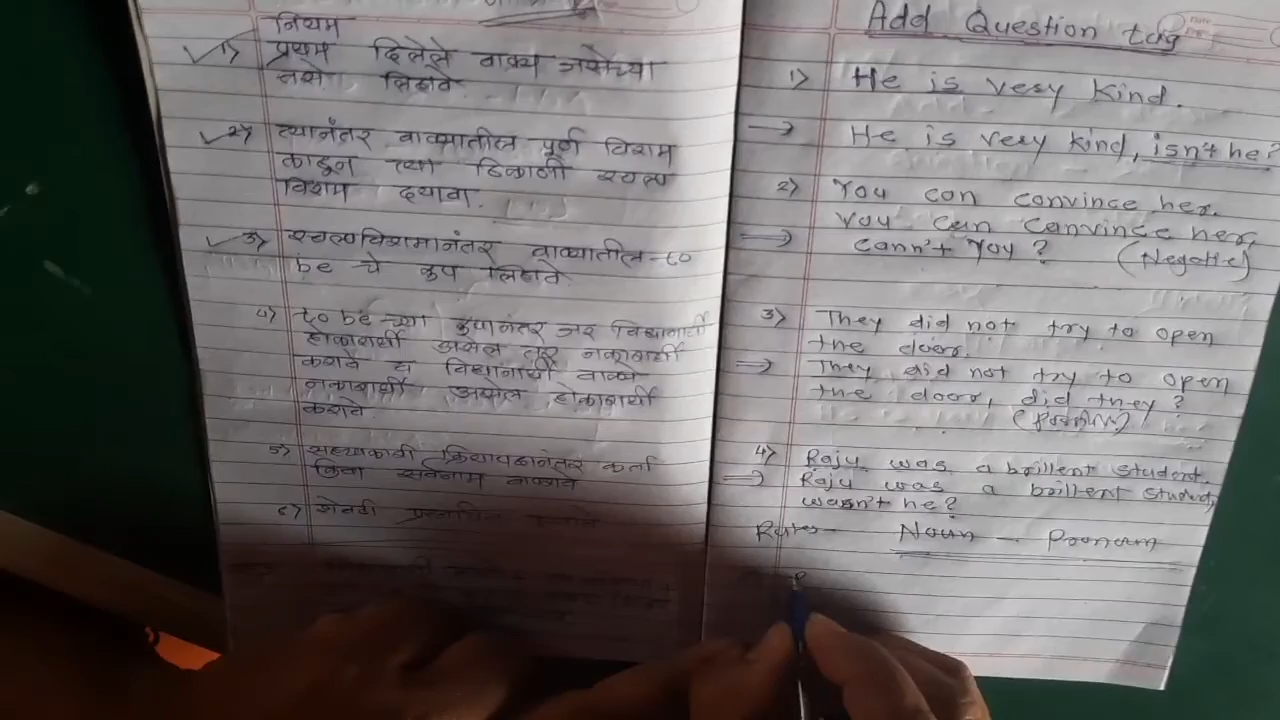 नियम
1) प्रथम दिलेले वाक्य जसेच्या
तसे लिहावे.
2) त्यानंतर वाक्यातील पूर्ण विराम
काढून त्या ठिकाणी स्वल्प
विराम दयावा.
3) स्वल्पविरामानंतर वाक्यातील to
be चे रूप लिहावे
4) to be च्या रूपानंतर जर विधानार्थी
होकारार्थी असेल तर नकारार्थी
करावे व विधानार्थी वाक्य
नकारार्थी असेल होकारार्थी
करावे.
5) सहाय्यकारी क्रियापदानंतर कर्ता
किंवा सर्वनाम वापरावे
६) शेवटी प्रश्नचिन्ह
Add Question tag
1) He is very kind.
→ He is very kind, isn't he?
2) You con convince her.
You can convince her,
⇒ cann't you? (Negative)
3) They did not try to open
the door.
⇒ They did not try to open
the door, did they?
4) Raju was a brillent student.
⇒ Raju was a brillent student,
wasn't he?
Noun - Pronoun